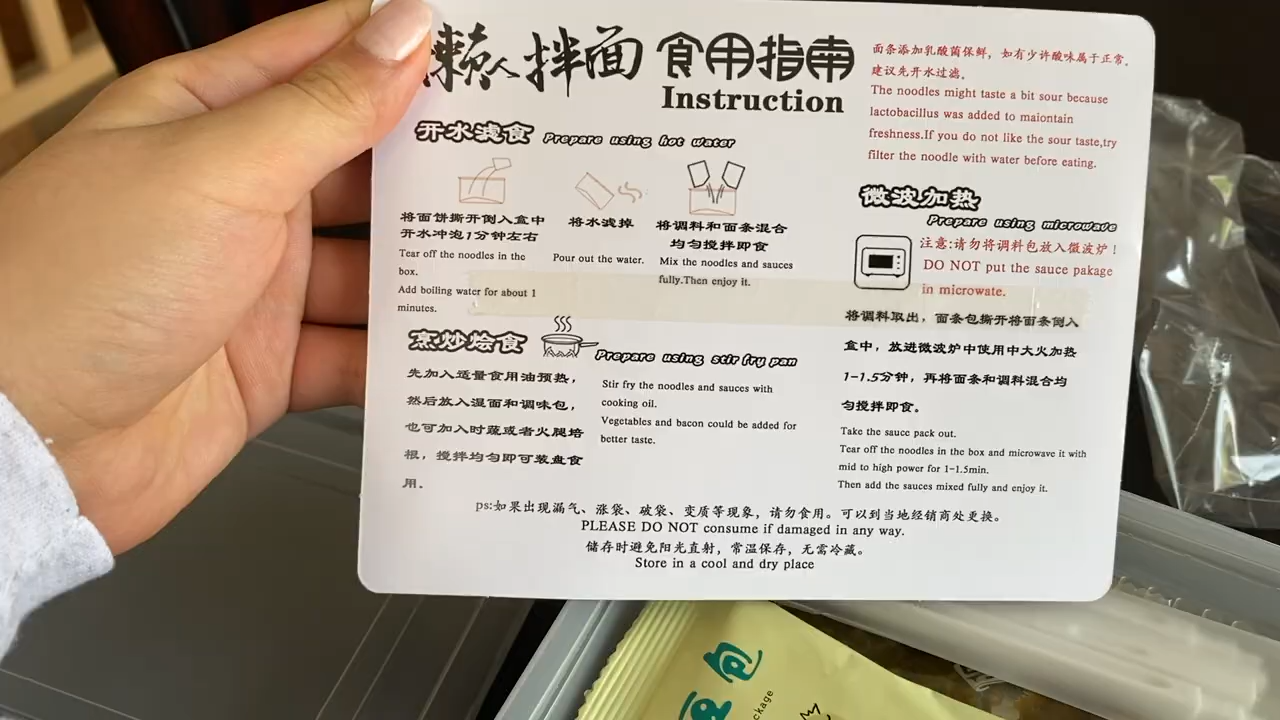 懒人拌面 食用指南
Instruction
面条添加乳酸菌保鲜，如有少许酸味属于正常。
建议先开水过滤。
The noodles might taste a bit sour because
lactobacillus was added to maiontain
freshness.If you do not like the sour taste,try
filter the noodle with water before eating.
开水滤食 Prepare using hot water
将面饼撕开倒入盒中
开水冲泡1分钟左右
Tear off the noodles in the
box.
Add boiling water for about 1
minutes.
将水滤掉
Pour out the water.
将调料和面条混合
均匀搅拌即食
Mix the noodles and sauces
fully.Then enjoy it.
微波加热
Prepare using microwave
注意:请勿将调料包放入微波炉！
DO NOT put the sauce pakage
in microwate.
将调料取出，面条包撕开将面条倒入
盒中，放进微波炉中使用中大火加热
1-1.5分钟，再将面条和调料混合均
匀搅拌即食。
Take the sauce pack out.
Tear off the noodles in the box and microwave it with
mid to high power for 1-1.5min.
Then add the sauces mixed fully and enjoy it.
烹炒烩食 Prepare using stir fry pan
先加入适量食用油预热，
然后放入湿面和调味包，
也可加入时蔬或者火腿培
根，搅拌均匀即可装盘食
用。
Stir fry the noodles and sauces with
cooking oil.
Vegetables and bacon could be added for
better taste.
ps:如果出现漏气、涨袋、破袋、变质等现象，请勿食用。可以到当地经销商处更换。
PLEASE DO NOT consume if damaged in any way.
储存时避免阳光直射，常温保存，无需冷藏。
Store in a cool and dry place
包